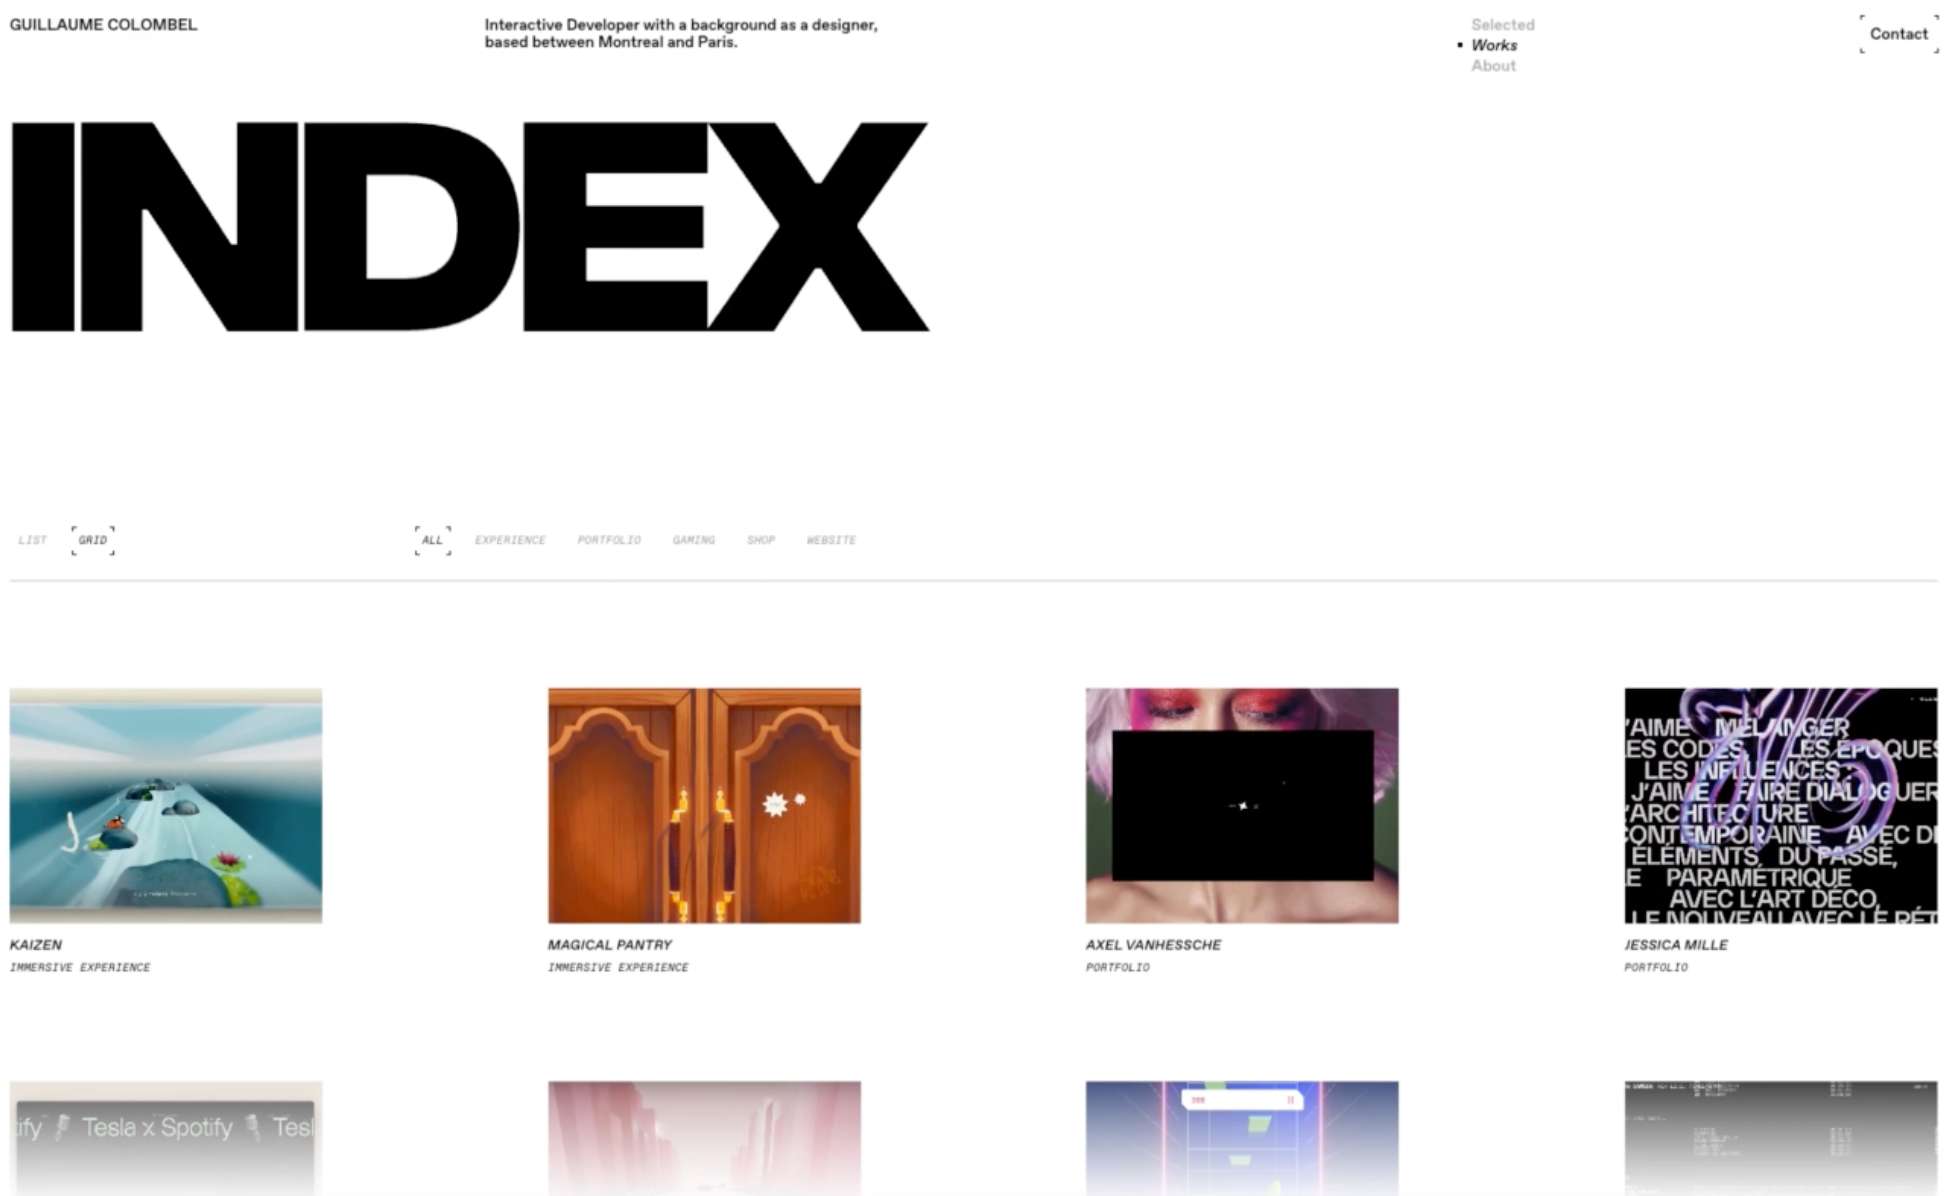 GUILLAUME COLOMBEL
Interactive Developer with a background as a designer,
based between Montreal and Paris.
Selected
Works
About
Contact
INDEX
LIST
GRID
ALL
EXPERIENCE
PORTFOLIO
GAMING
SHOP
WEBSITE
'AIME MÉLANGER
ES CODES, LES ÉPOQUES
LES INFLUENCES.
J'AIME FAIRE DIALOGUER
'ARCHITECTURE
CONTEMPORAINE AVEC DE
ÉLÉMENTS DU PASSÉ,
E PARAMÉTRIQUE
AVEC L'ART DÉCO,
LE NOUVEAU AVEC LE RÉT
KAIZEN
IMMERSIVE EXPERIENCE
MAGICAL PANTRY
IMMERSIVE EXPERIENCE
AXEL VANHESSCHE
PORTFOLIO
JESSICA MILLE
PORTFOLIO
ify Tesla x Spotify Tesl